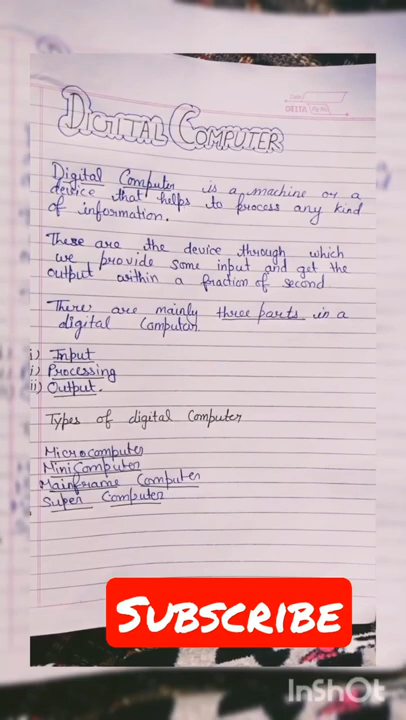 DELTA
DIGITAL COMPUTER
Digital Computer is a machine or a
device that helps to process any kind
of information.
These are the device through which
we provide some input and get the
output within a fraction of second
There are mainly three parts in a
digital computer.
i) Input
i) Processing
ii) Output.
Types of digital Computer
Microcomputer
Mini Computer
Mainframe Computer
Super Computer
SUBSCRIBE
InShOt